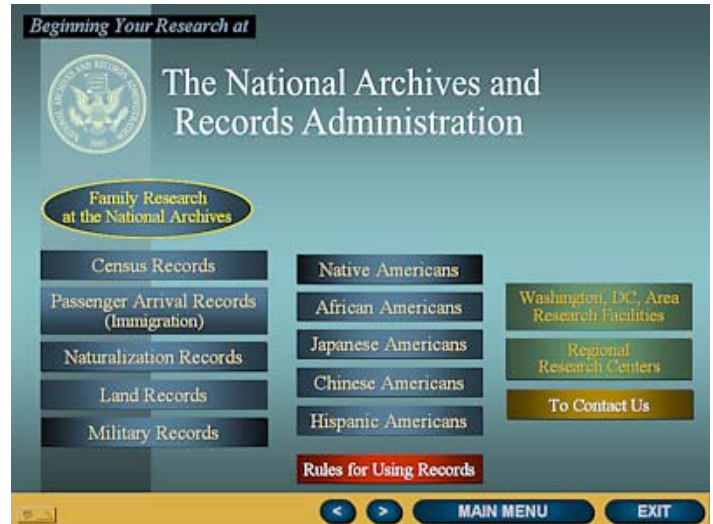 Beginning Your Research at
The National Archives and
Records Administration
Family Research
at the National Archives
Census Records
Passenger Arrival Records
(Immigration)
Naturalization Records
Land Records
Military Records
Native Americans
African Americans
Japanese Americans
Chinese Americans
Hispanic Americans
Rules for Using Records
Washington, DC, Area
Research Facilities
Regional
Research Centers
To Contact Us
<
>
MAIN MENU
EXIT